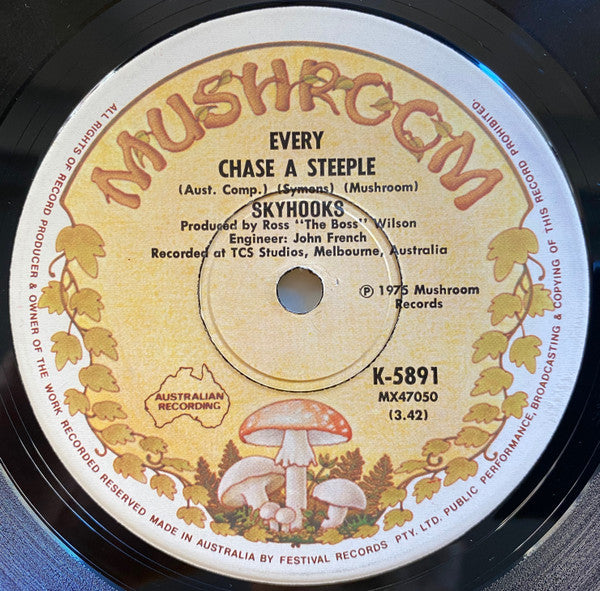 MUSHROOM
EVERY
CHASE A STEEPLE
(Aust. Comp.) (Symons) (Mushroom)
SKYHOOKS
Produced by Ross "The Boss" Wilson
Engineer: John French
Recorded at TCS Studios, Melbourne, Australia
Ⓟ 1975 Mushroom
Records
K-5891
MX47050
(3.42)
AUSTRALIAN
RECORDING
ALL RIGHTS OF RECORD PRODUCER & OWNER OF THE WORK RECORDED RESERVED MADE IN AUSTRALIA BY FESTIVAL RECORDS PTY. LTD. PUBLIC PERFORMANCE, BROADCASTING & COPYING OF THIS RECORD PROHIBITED.